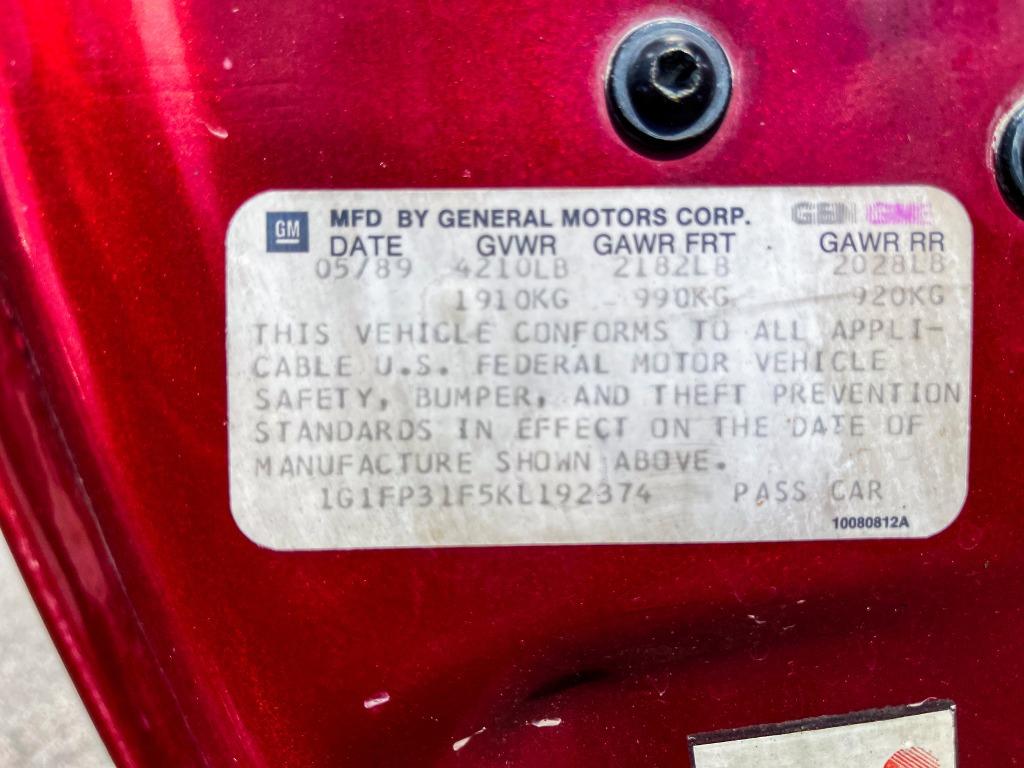 GM MFD BY GENERAL MOTORS CORP. GEN GME
DATE GVWR GAWR FRT GAWR RR
05/89 4210LB 2182LB 2028LB
1910KG 990KG 920KG
THIS VEHICLE CONFORMS TO ALL APPLI-
CABLE U.S. FEDERAL MOTOR VEHICLE
SAFETY, BUMPER, AND THEFT PREVENTION
STANDARDS IN EFFECT ON THE DATE OF
MANUFACTURE SHOWN ABOVE.
1G1FP31F5KL192374 PASS CAR
10080812A